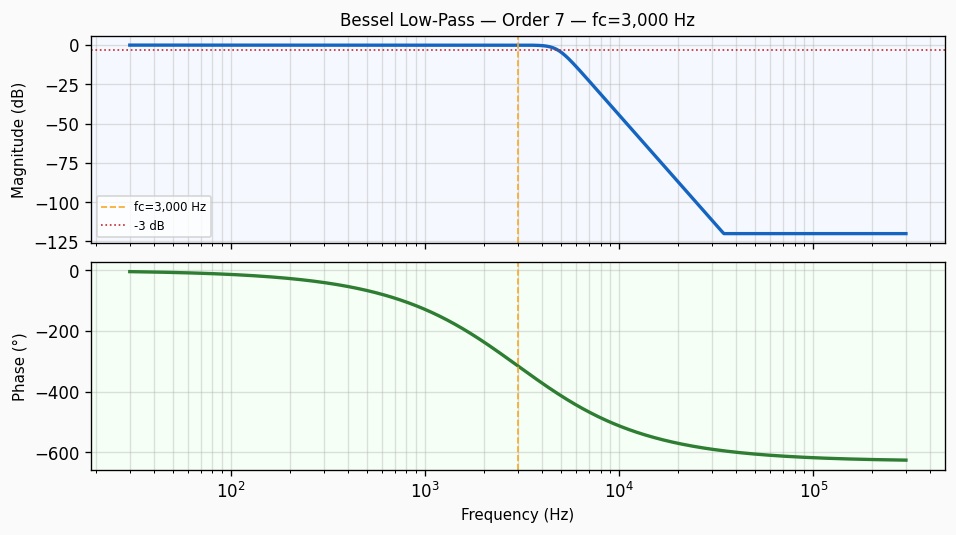 Bessel Low-Pass — Order 7 — fc=3,000 Hz
Magnitude (dB)
0
−25
−50
−75
−100
−125
fc=3,000 Hz
-3 dB
Phase (°)
0
−200
−400
−600
10² 10³ 10⁴ 10⁵
Frequency (Hz)